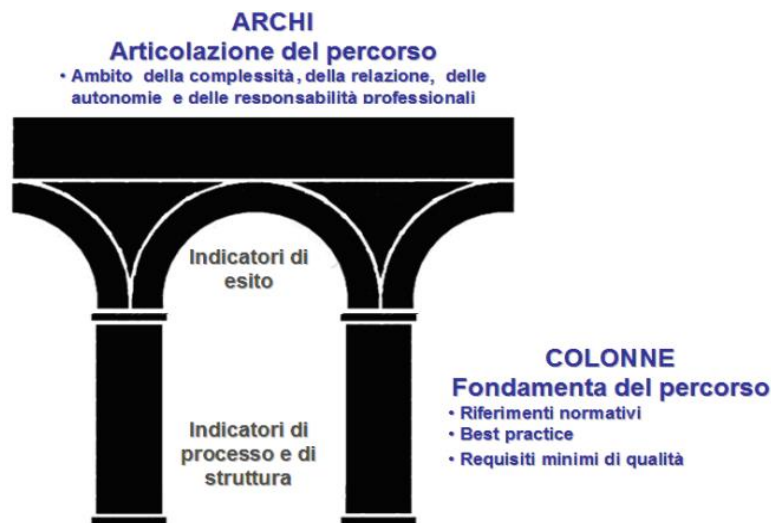 ARCHI
Articolazione del percorso
• Ambito della complessità, della relazione, delle
autonomie e delle responsabilità professionali
Indicatori di
esito
Indicatori di
processo e di
struttura
COLONNE
Fondamenta del percorso
• Riferimenti normativi
• Best practice
• Requisiti minimi di qualità